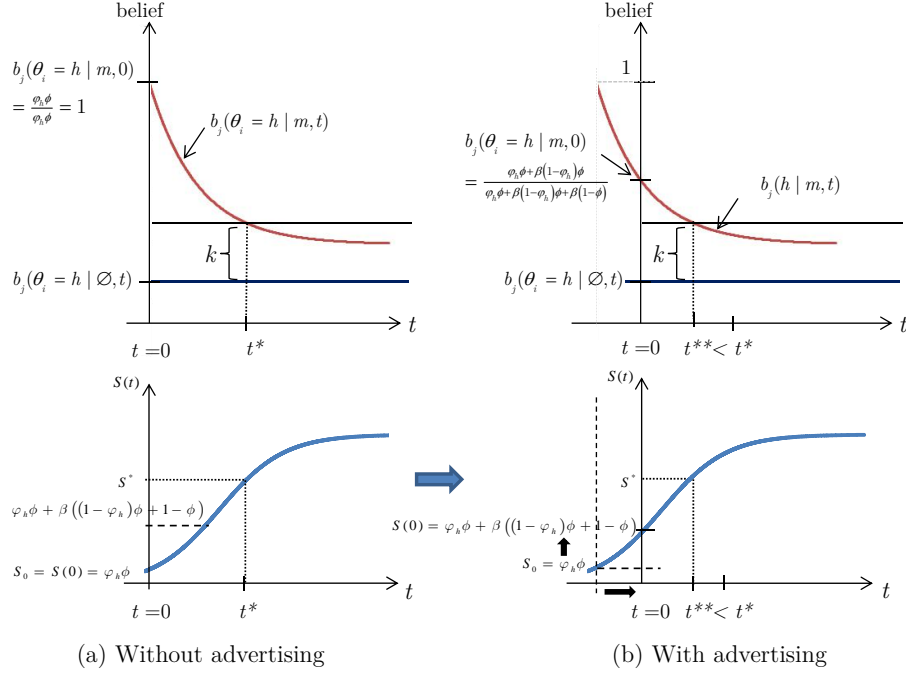 belief
b_j(θ_i = h | m, 0)
= φ_hϕ / φ_hϕ = 1
b_j(θ_i = h | m, t)
k
b_j(θ_i = h | ∅, t)
t
t = 0
t*
S(t)
S*
φ_hϕ + β((1 − φ_h)ϕ + 1 − ϕ)
S_0 = S(0) = φ_hϕ
t
t = 0
t*
(a) Without advertising
belief
1
b_j(θ_i = h | m, 0)
= φ_hϕ+β(1−φ_h)ϕ / φ_hϕ+β(1−φ_h)ϕ+β(1−ϕ)
b_j(h | m, t)
k
b_j(θ_i = h | ∅, t)
t
t = 0
t** < t*
S(t)
S*
S(0) = φ_hϕ + β((1 − φ_h)ϕ + 1 − ϕ)
S_0 = φ_hϕ
t
t = 0
t** < t*
(b) With advertising